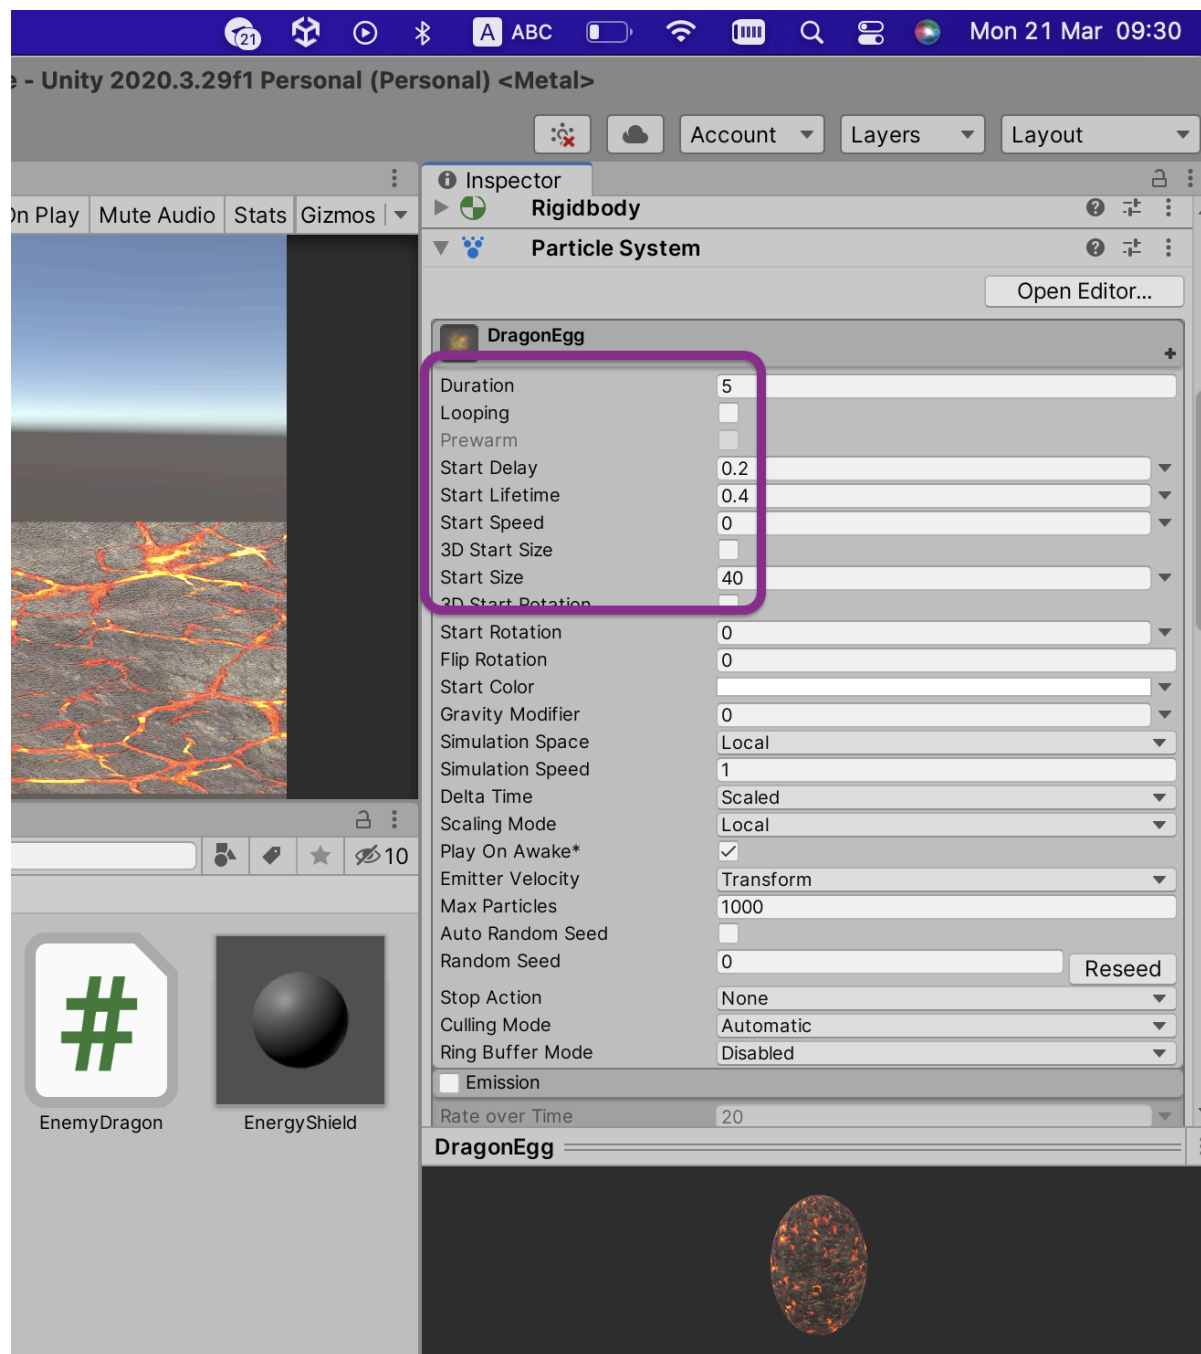 21 A ABC Mon 21 Mar 09:30
- Unity 2020.3.29f1 Personal (Personal) <Metal>
Account Layers Layout
Inspector
On Play Mute Audio Stats Gizmos
Rigidbody
Particle System
Open Editor...
DragonEgg
Duration 5
Looping
Prewarm
Start Delay 0.2
Start Lifetime 0.4
Start Speed 0
3D Start Size
Start Size 40
3D Start Rotation
Start Rotation 0
Flip Rotation 0
Start Color
Gravity Modifier 0
Simulation Space Local
Simulation Speed 1
Delta Time Scaled
Scaling Mode Local
Play On Awake*
Emitter Velocity Transform
Max Particles 1000
Auto Random Seed
Random Seed 0 Reseed
Stop Action None
Culling Mode Automatic
Ring Buffer Mode Disabled
Emission
Rate over Time 20
10
#
EnemyDragon EnergyShield
DragonEgg